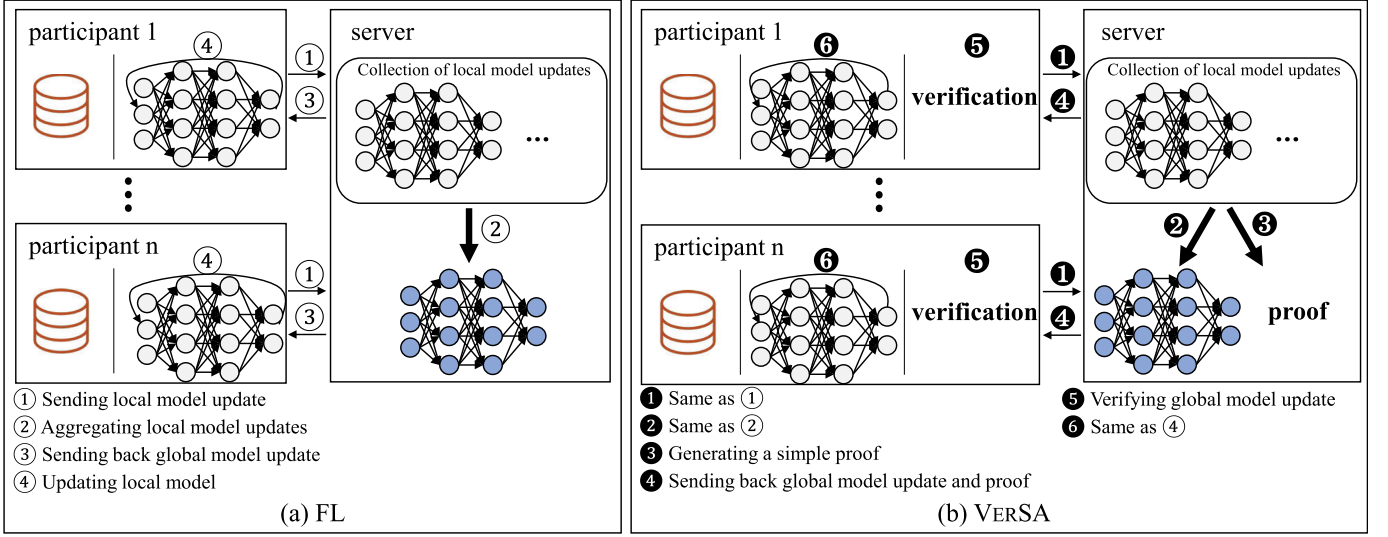 participant 1
④
①
③
server
Collection of local model updates
...
②
participant n
④
①
③
① Sending local model update
② Aggregating local model updates
③ Sending back global model update
④ Updating local model
(a) FL
participant 1
❻
❺
verification
❶
❹
server
Collection of local model updates
...
❷
❸
proof
participant n
❻
❺
verification
❶
❹
❶ Same as ①
❷ Same as ②
❸ Generating a simple proof
❹ Sending back global model update and proof
❺ Verifying global model update
❻ Same as ④
(b) VERSA